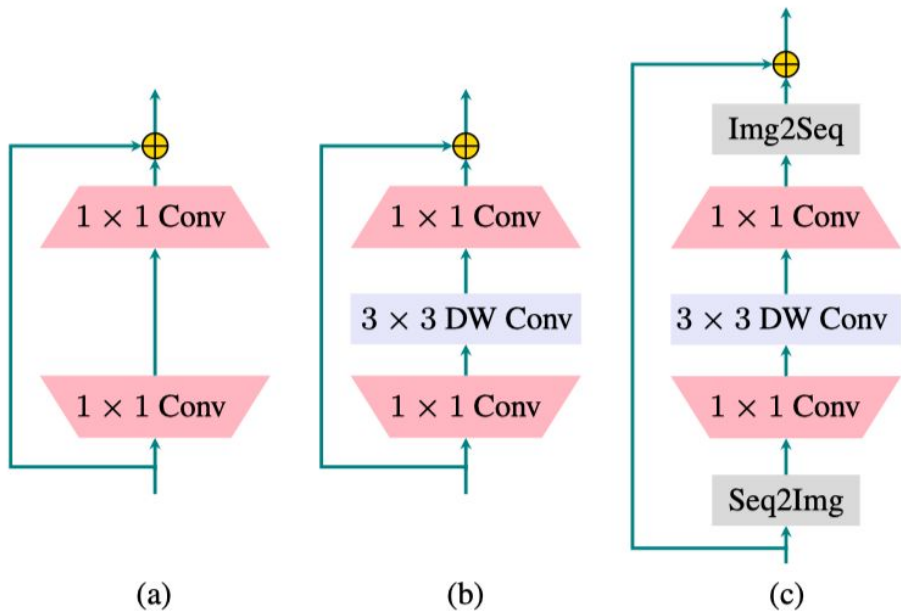 1 × 1 Conv
1 × 1 Conv
(a)
1 × 1 Conv
3 × 3 DW Conv
1 × 1 Conv
(b)
Img2Seq
1 × 1 Conv
3 × 3 DW Conv
1 × 1 Conv
Seq2Img
(c)